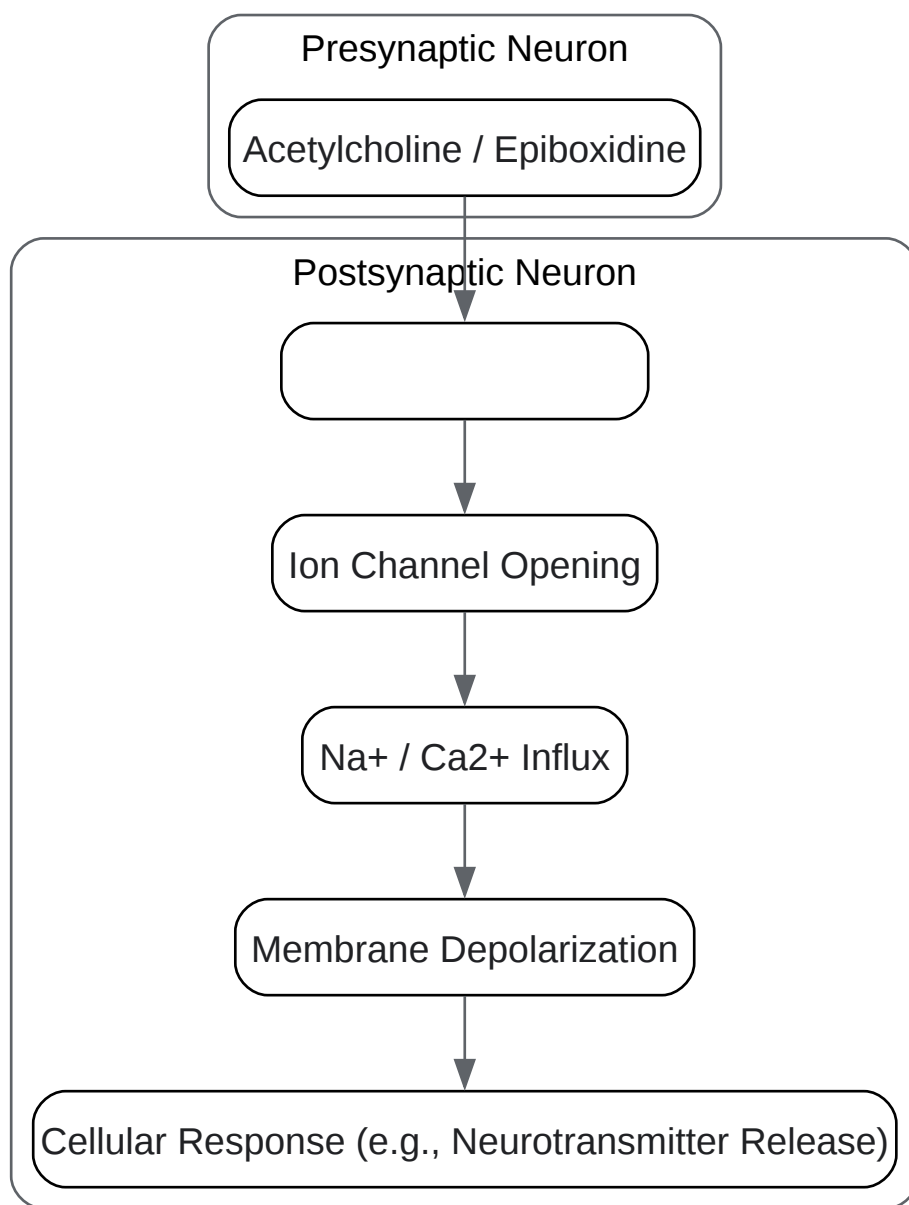 Presynaptic Neuron
Acetylcholine / Epiboxidine
Postsynaptic Neuron
Ion Channel Opening
Na+ / Ca2+ Influx
Membrane Depolarization
Cellular Response (e.g., Neurotransmitter Release)